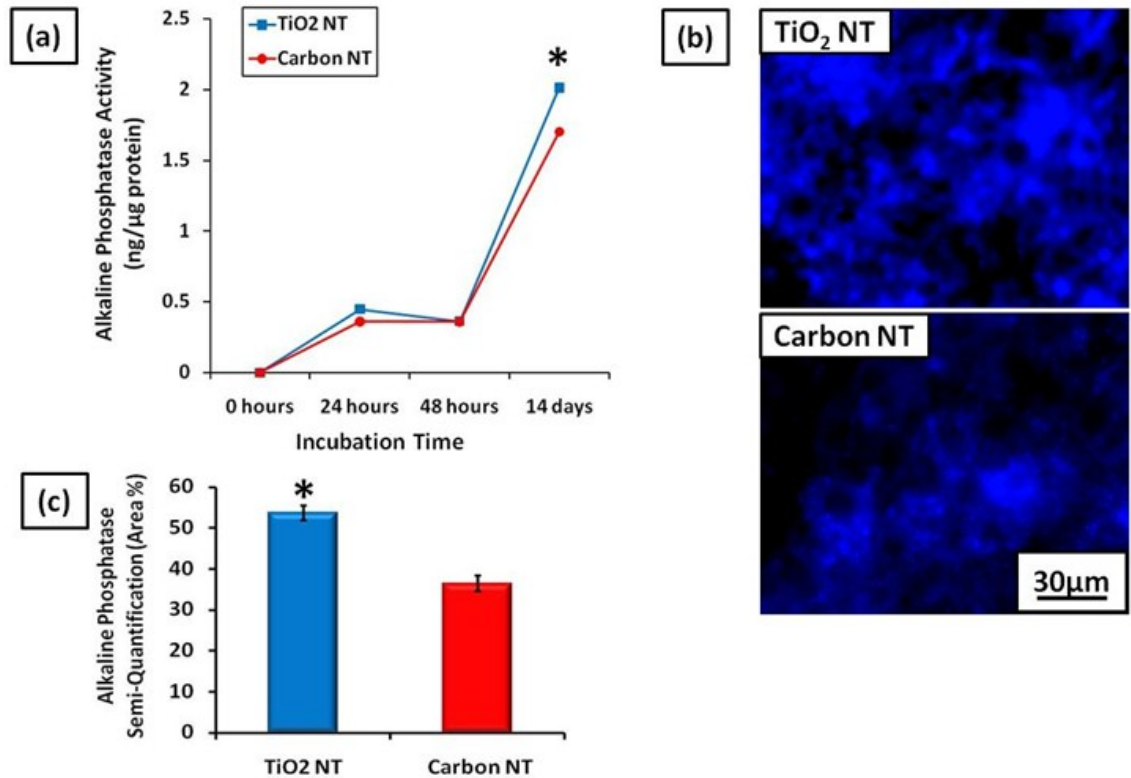 (a)
TiO2 NT
Carbon NT
*
Alkaline Phosphatase Activity
(ng/µg protein)
2.5
2
1.5
1
0.5
0
0 hours 24 hours 48 hours 14 days
Incubation Time
(b)
TiO₂ NT
Carbon NT
30µm
(c)
*
Alkaline Phosphatase
Semi-Quantification (Area %)
60
50
40
30
20
10
0
TiO2 NT Carbon NT